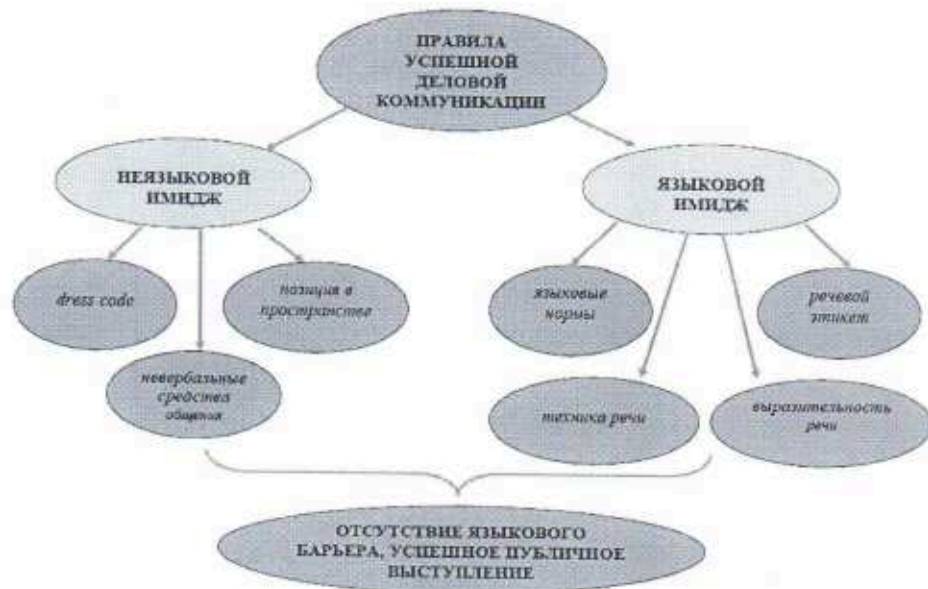 ПРАВИЛА
УСПЕШНОЙ
ДЕЛОВОЙ
КОММУНИКАЦИИ
НЕЯЗЫКОВОЙ
ИМИДЖ
ЯЗЫКОВОЙ
ИМИДЖ
dress code
позиция в
пространстве
языковые
нормы
речевой
этикет
невербальные
средства
общения
техника речи
выразительность
речи
ОТСУТСТВИЕ ЯЗЫКОВОГО
БАРЬЕРА, УСПЕШНОЕ ПУБЛИЧНОЕ
ВЫСТУПЛЕНИЕ